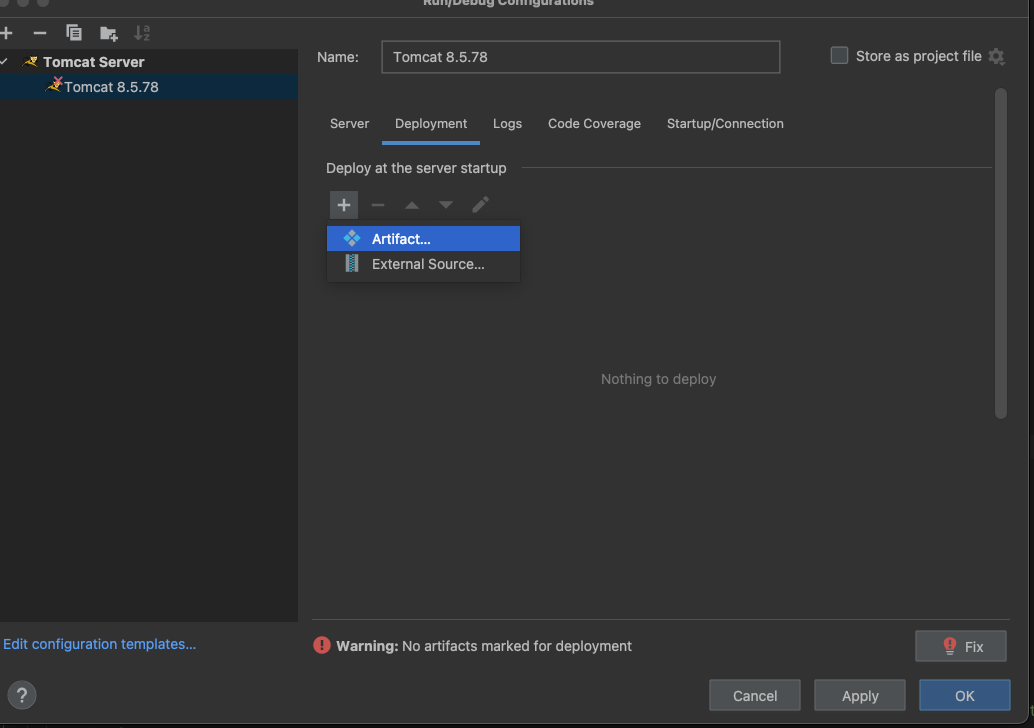 Run/Debug Configurations
Tomcat Server
Tomcat 8.5.78
Name:
Tomcat 8.5.78
Store as project file
Server
Deployment
Logs
Code Coverage
Startup/Connection
Deploy at the server startup
Artifact...
External Source...
Nothing to deploy
Edit configuration templates...
Warning: No artifacts marked for deployment
Fix
?
Cancel
Apply
OK